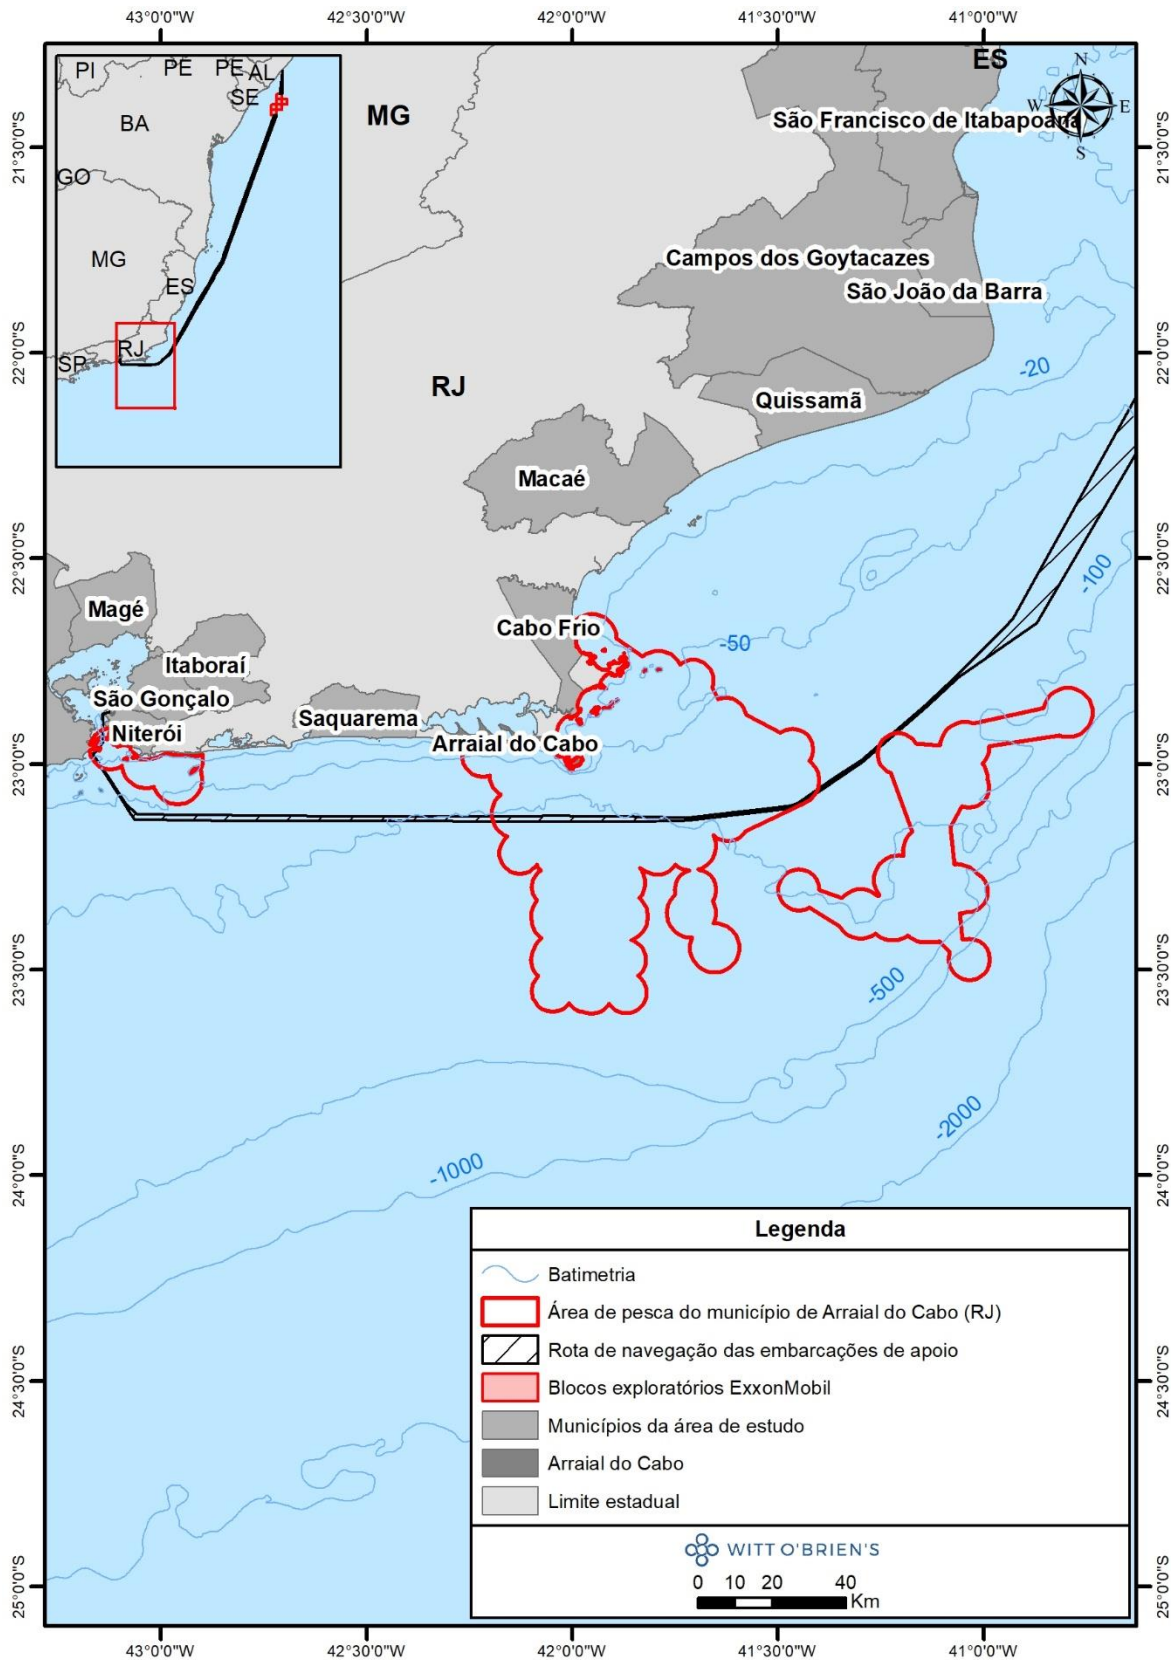 43°0'0"W 42°30'0"W 42°0'0"W 41°30'0"W 41°0'0"W
PI
PE
PE
AL
SE
BA
GO
MG
ES
RJ
SP
MG
ES
N
W
E
S
São Francisco de Itabapoana
21°30'0"S
21°30'0"S
Campos dos Goytacazes
São João da Barra
22°0'0"S
22°0'0"S
-20
RJ
Quissamã
Macaé
22°30'0"S
22°30'0"S
-100
Magé
Cabo Frio
-50
Itaboraí
São Gonçalo
Saquarema
Niterói
Arraial do Cabo
23°0'0"S
23°0'0"S
23°30'0"S
23°30'0"S
-500
-2000
-1000
24°0'0"S
24°0'0"S
Legenda
Batimetria
Área de pesca do município de Arraial do Cabo (RJ)
Rota de navegação das embarcações de apoio
Blocos exploratórios ExxonMobil
Municípios da área de estudo
Arraial do Cabo
Limite estadual
24°30'0"S
24°30'0"S
WITT O'BRIEN'S
0 10 20 40
Km
25°0'0"S
25°0'0"S
43°0'0"W 42°30'0"W 42°0'0"W 41°30'0"W 41°0'0"W